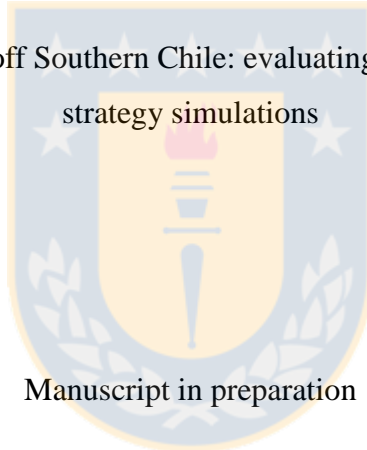 off Southern Chile: evaluating
strategy simulations
Manuscript in preparation